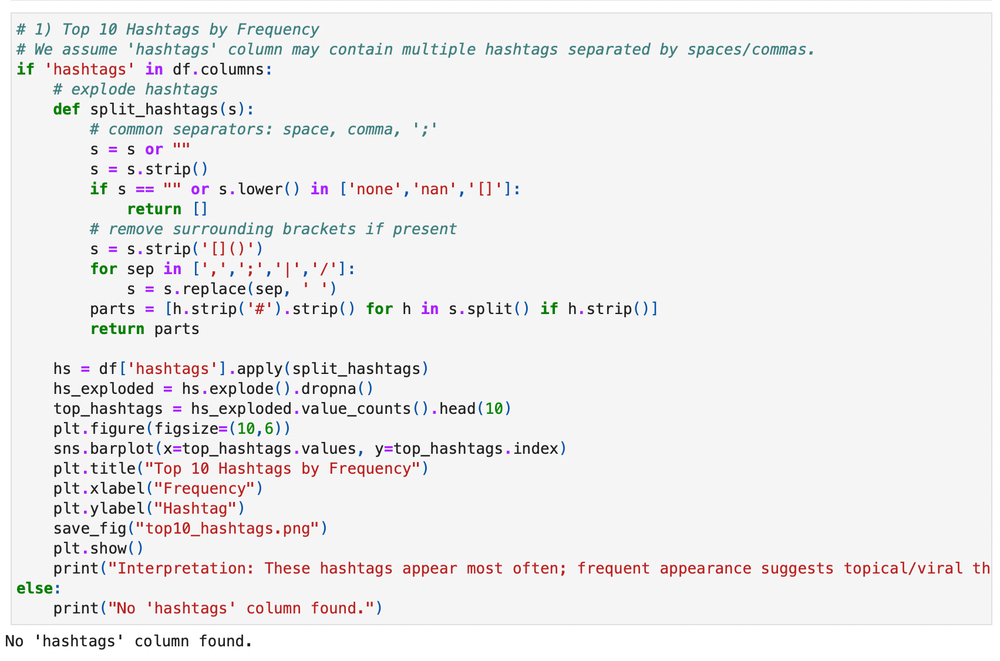 # 1) Top 10 Hashtags by Frequency
# We assume 'hashtags' column may contain multiple hashtags separated by spaces/commas.
if 'hashtags' in df.columns:
    # explode hashtags
    def split_hashtags(s):
        # common separators: space, comma, ';'
        s = s or ""
        s = s.strip()
        if s == "" or s.lower() in ['none','nan','[]']:
            return []
        # remove surrounding brackets if present
        s = s.strip('[]()')
        for sep in [',',';','|','/']:
            s = s.replace(sep, ' ')
        parts = [h.strip('#').strip() for h in s.split() if h.strip()]
        return parts

    hs = df['hashtags'].apply(split_hashtags)
    hs_exploded = hs.explode().dropna()
    top_hashtags = hs_exploded.value_counts().head(10)
    plt.figure(figsize=(10,6))
    sns.barplot(x=top_hashtags.values, y=top_hashtags.index)
    plt.title("Top 10 Hashtags by Frequency")
    plt.xlabel("Frequency")
    plt.ylabel("Hashtag")
    save_fig("top10_hashtags.png")
    plt.show()
    print("Interpretation: These hashtags appear most often; frequent appearance suggests topical/viral th
else:
    print("No 'hashtags' column found.")
No 'hashtags' column found.